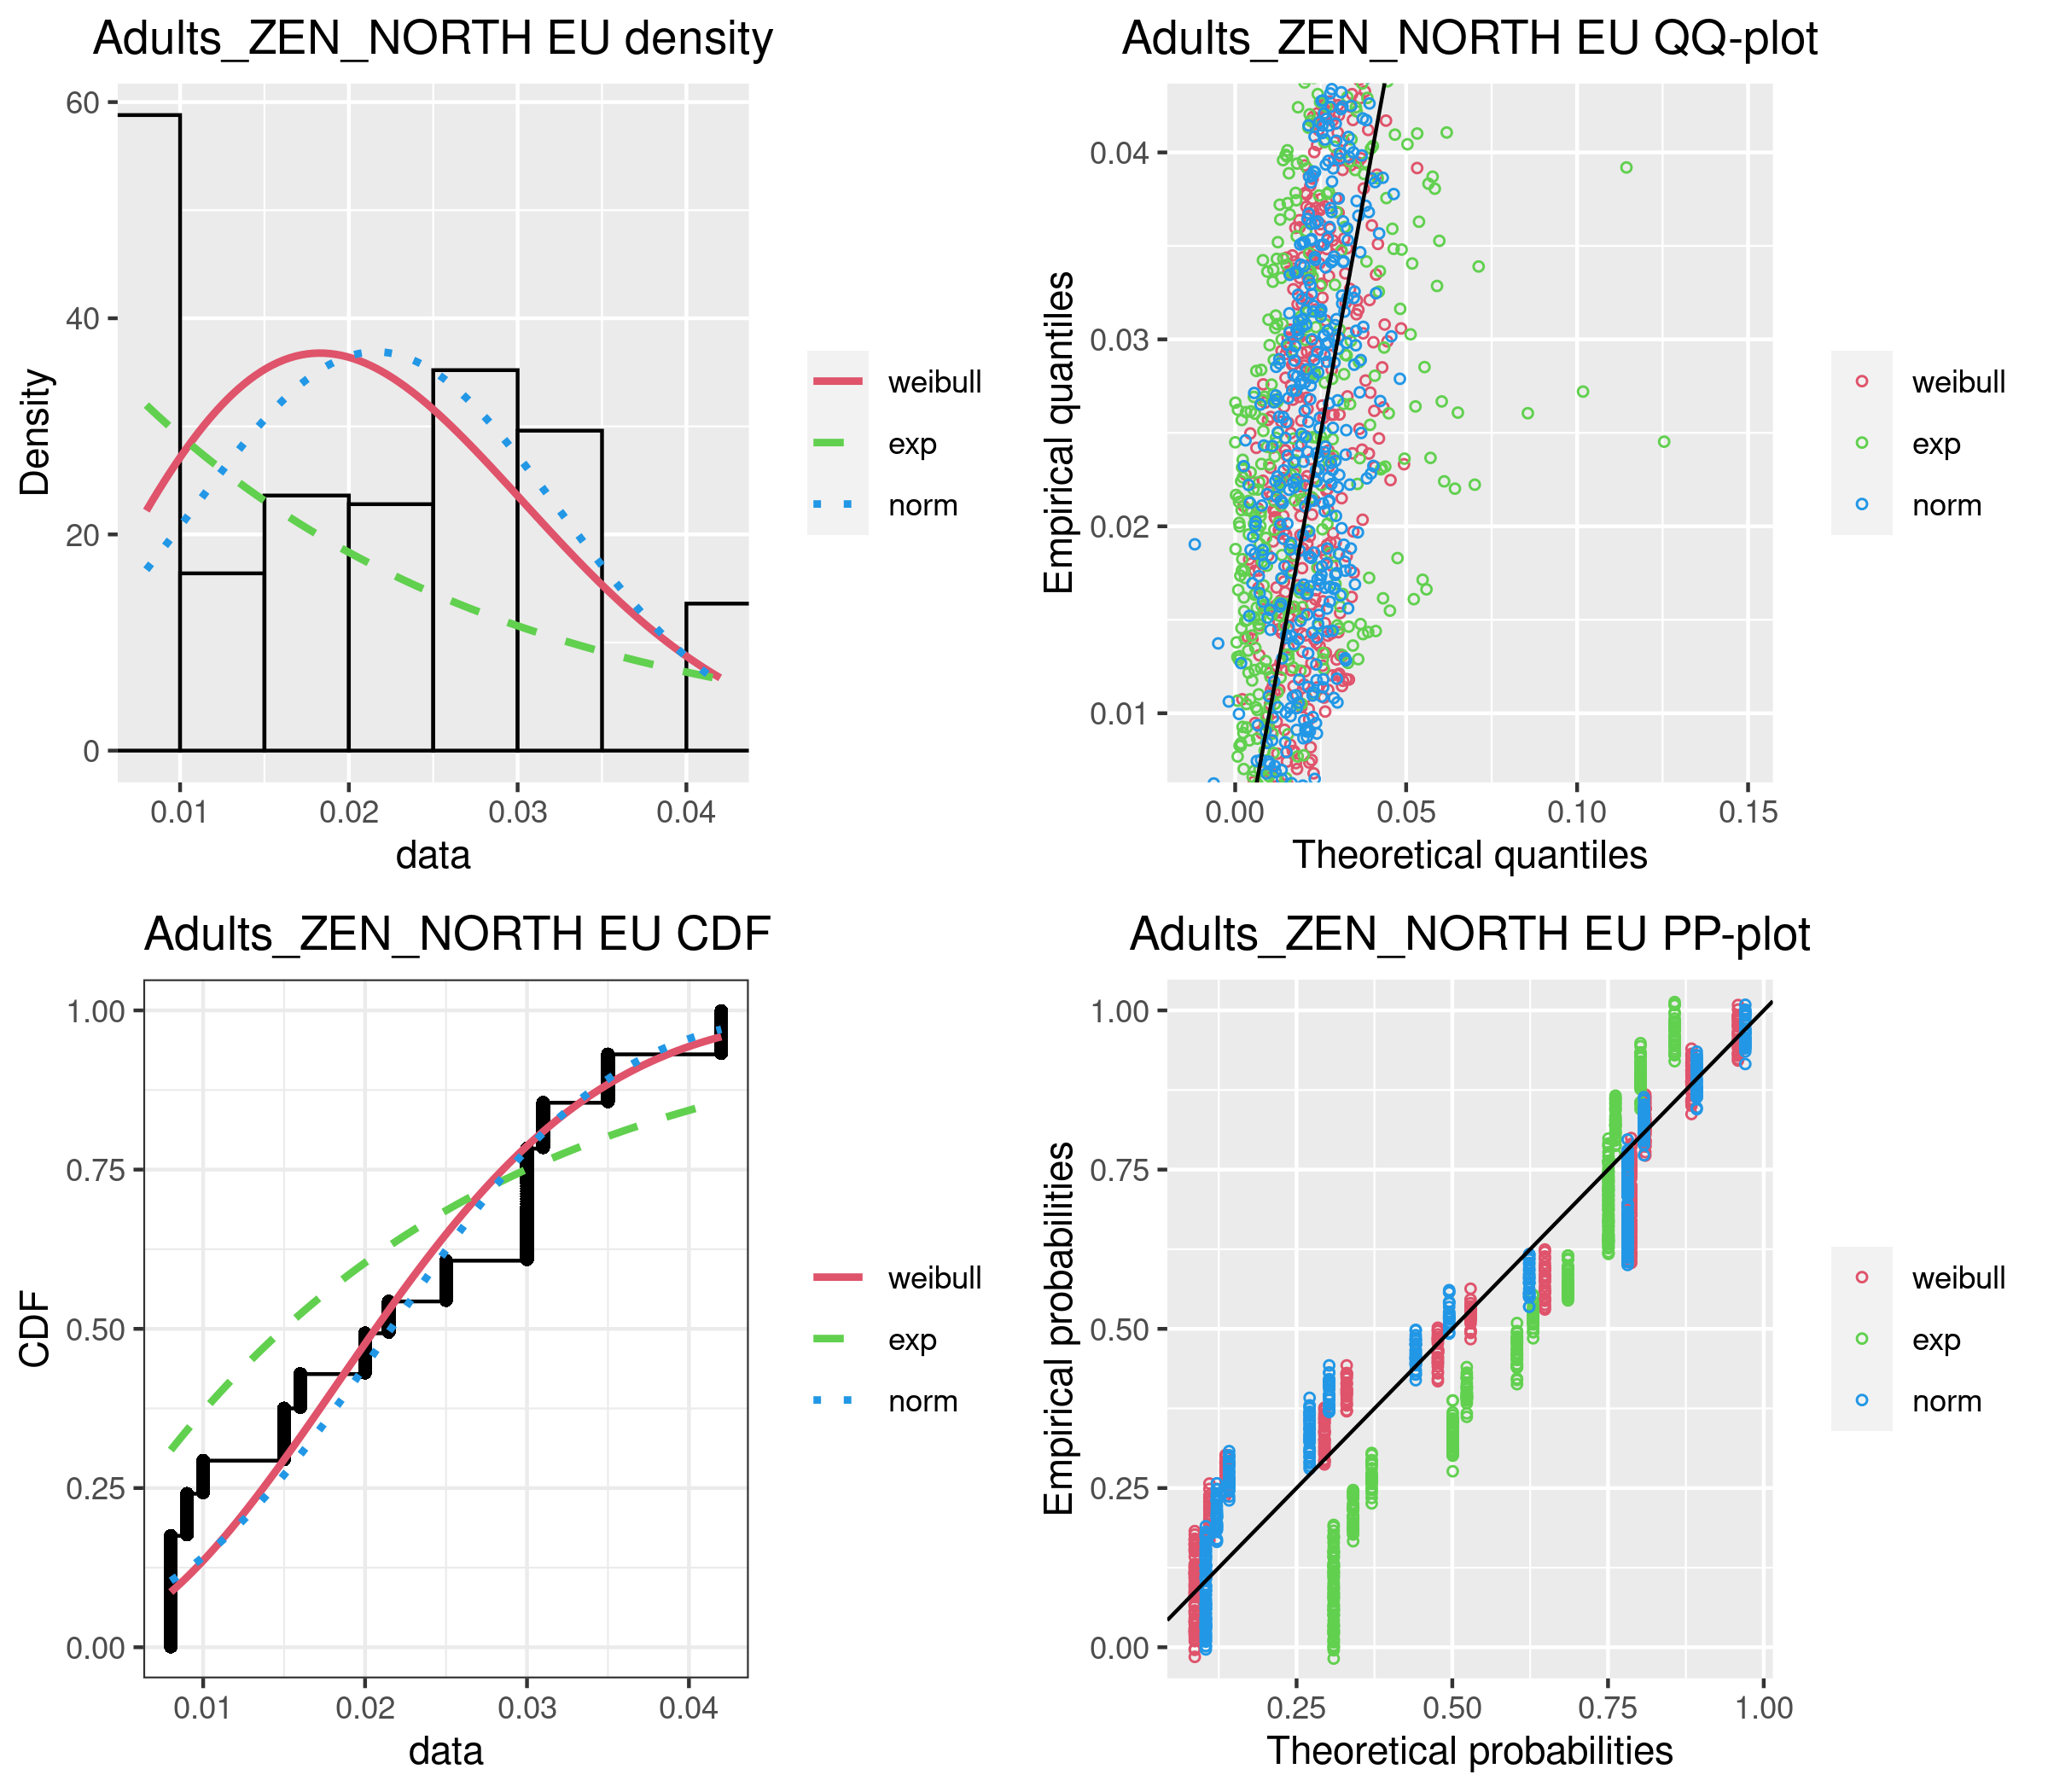 Adults_ZEN_NORTH EU density
Density
60
40
20
0
0.01 0.02 0.03 0.04
data
weibull
exp
norm
Adults_ZEN_NORTH EU QQ-plot
Empirical quantiles
0.04
0.03
0.02
0.01
0.00 0.05 0.10 0.15
Theoretical quantiles
weibull
exp
norm
Adults_ZEN_NORTH EU CDF
CDF
1.00
0.75
0.50
0.25
0.00
0.01 0.02 0.03 0.04
data
weibull
exp
norm
Adults_ZEN_NORTH EU PP-plot
Empirical probabilities
1.00
0.75
0.50
0.25
0.00
0.25 0.50 0.75 1.00
Theoretical probabilities
weibull
exp
norm